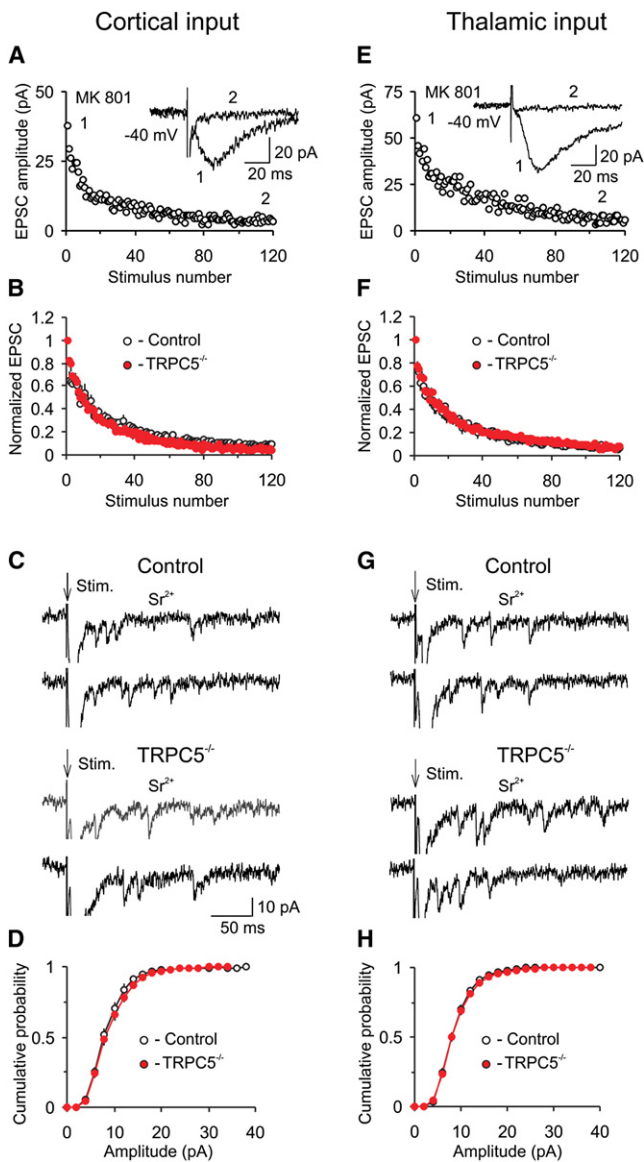 Cortical input
Thalamic input
A
EPSC amplitude (pA)
50
25
0
MK 801
-40 mV
1
2
1
2
20 pA
20 ms
0 40 80 120
Stimulus number
E
EPSC amplitude (pA)
75
50
25
0
MK 801
-40 mV
1
2
1
2
20 pA
20 ms
0 40 80 120
Stimulus number
B
Normalized EPSC
1.2
1
0.8
0.6
0.4
0.2
0
- Control
- TRPC5-/-
0 40 80 120
Stimulus number
F
Normalized EPSC
1.2
1
0.8
0.6
0.4
0.2
0
- Control
- TRPC5-/-
0 40 80 120
Stimulus number
C
Control
Stim.
Sr2+
TRPC5-/-
Stim.
Sr2+
10 pA
50 ms
G
Control
Stim.
Sr2+
TRPC5-/-
Stim.
Sr2+
D
Cumulative probability
1
0.5
0
- Control
- TRPC5-/-
0 10 20 30 40
Amplitude (pA)
H
Cumulative probability
1
0.5
0
- Control
- TRPC5-/-
0 20 40
Amplitude (pA)